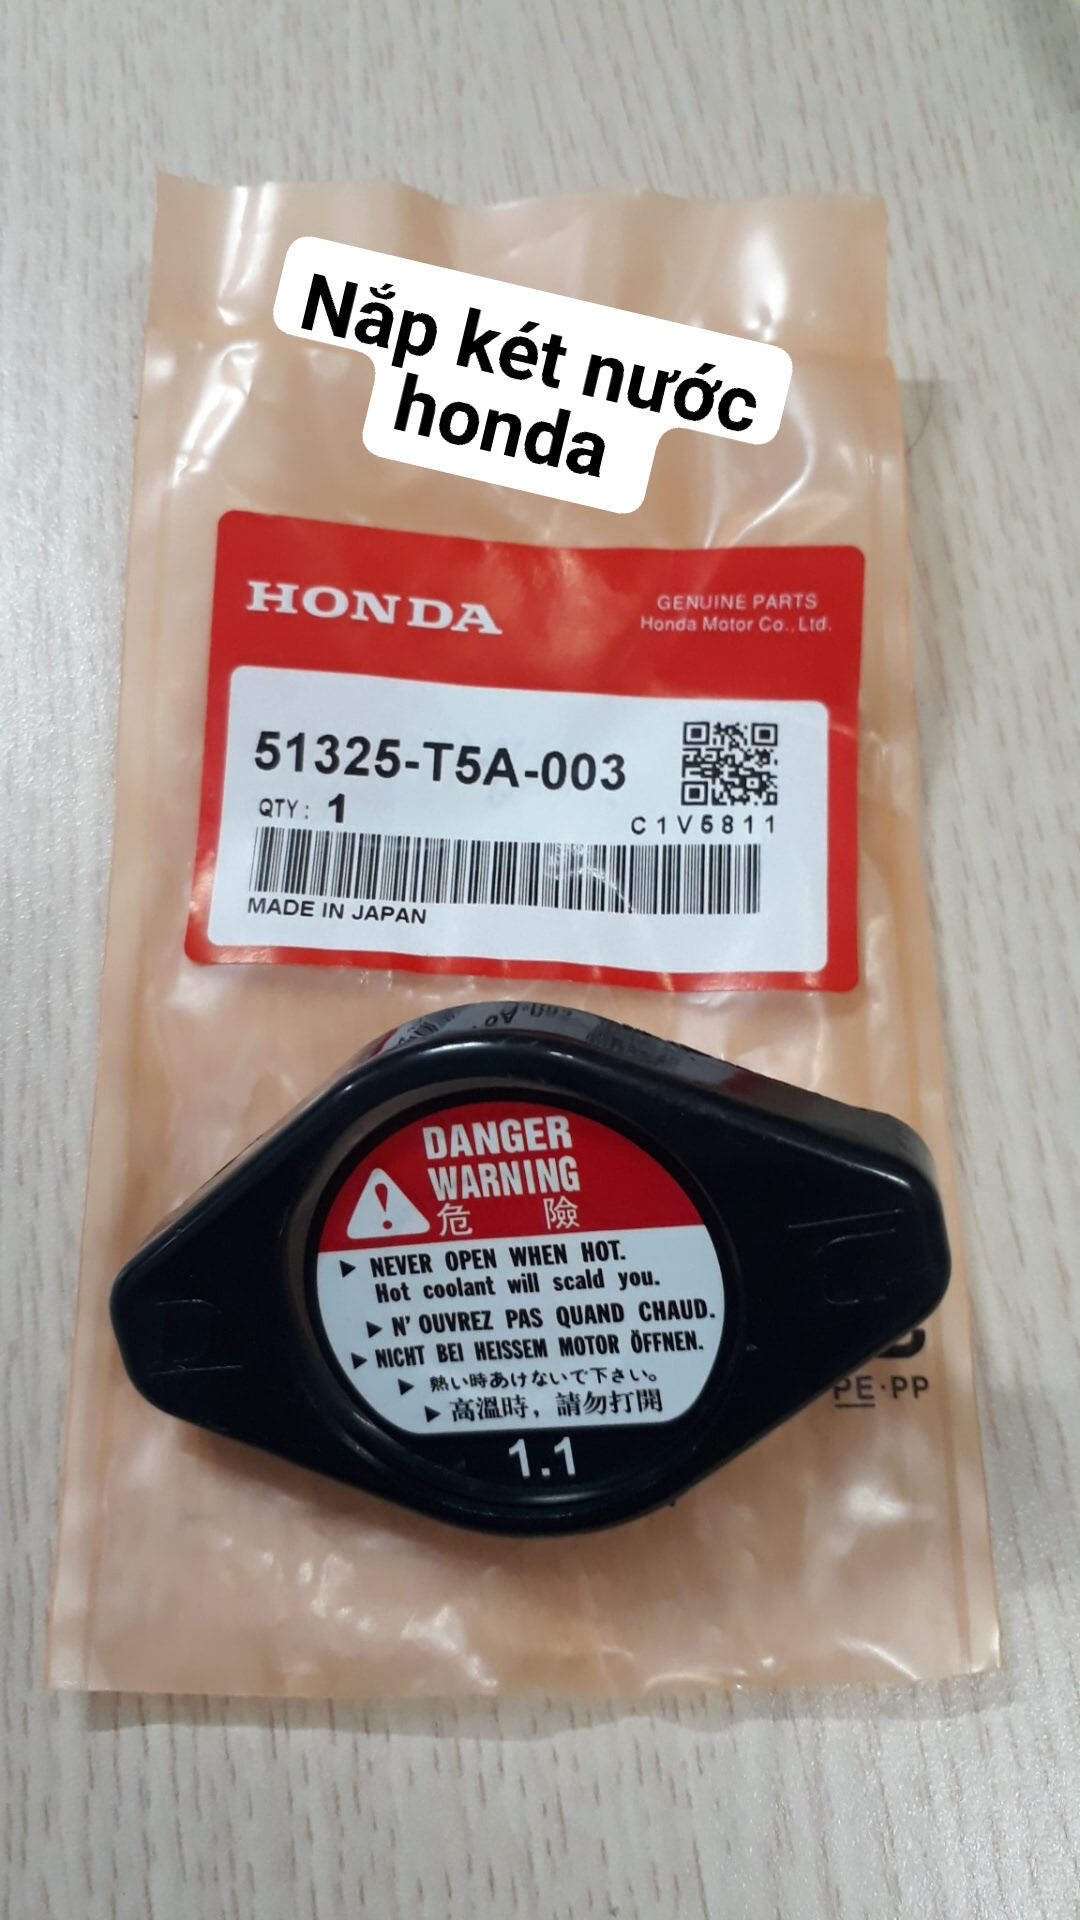 Nắp két nước
honda
HONDA
GENUINE PARTS
Honda Motor Co., Ltd.
51325-T5A-003
QTY: 1
C1V5811
MADE IN JAPAN
DANGER
WARNING
危 險
▶ NEVER OPEN WHEN HOT.
Hot coolant will scald you.
▶ N'OUVREZ PAS QUAND CHAUD.
▶ NICHT BEI HEISSEM MOTOR ÖFFNEN.
▶ 熱い時あけないで下さい。
▶ 高溫時，請勿打開
1.1
PE·PP